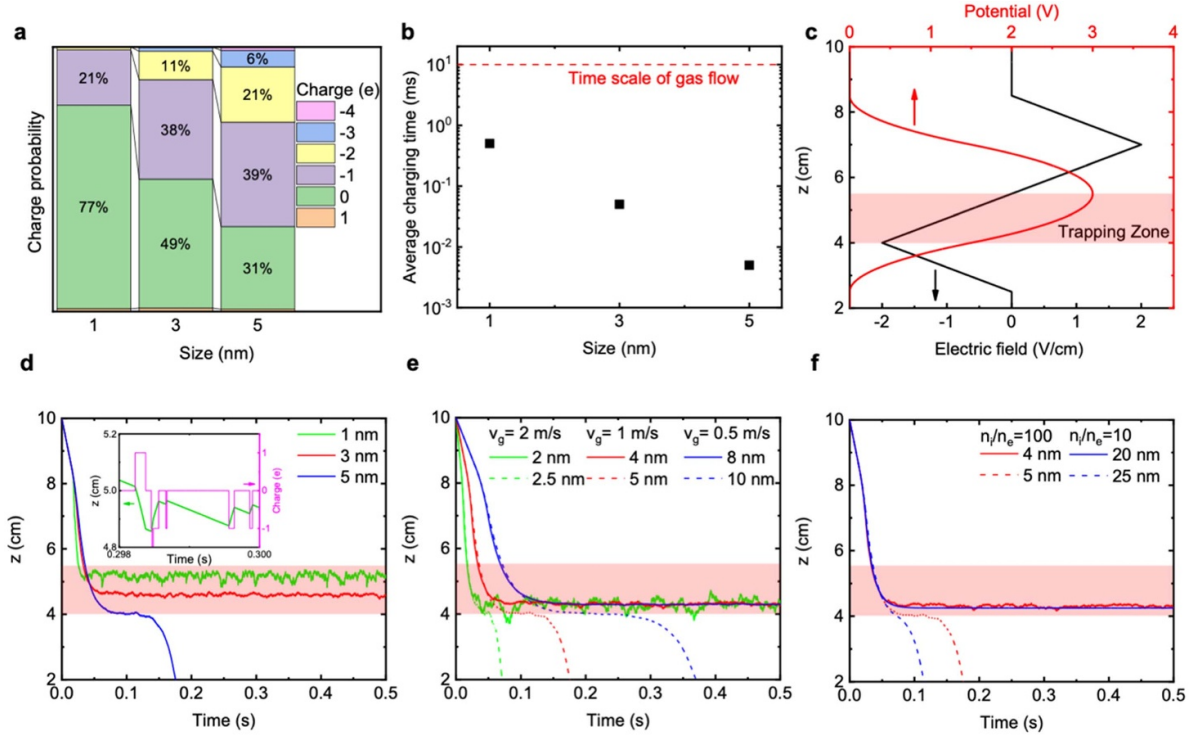 a
Charge probability
21%
77%
11%
38%
49%
6%
21%
39%
31%
Charge (e)
-4
-3
-2
-1
0
1
1 3 5
Size (nm)
b
Average charging time (ms)
10¹
10⁰
10⁻¹
10⁻²
10⁻³
Time scale of gas flow
1 3 5
Size (nm)
c
Potential (V)
0 1 2 3 4
z (cm)
10
8
6
4
2
Trapping Zone
-2 -1 0 1 2
Electric field (V/cm)
d
z (cm)
10
8
6
4
2
5.2
5.0
4.8
z (cm)
1
0
-1
Charge (e)
0.298 0.300
Time (s)
1 nm
3 nm
5 nm
0.0 0.1 0.2 0.3 0.4 0.5
Time (s)
e
z (cm)
10
8
6
4
2
v_g= 2 m/s v_g= 1 m/s v_g= 0.5 m/s
2 nm 4 nm 8 nm
2.5 nm 5 nm 10 nm
0.0 0.1 0.2 0.3 0.4 0.5
Time (s)
f
z (cm)
10
8
6
4
2
n_i/n_e=100 n_i/n_e=10
4 nm 20 nm
5 nm 25 nm
0.0 0.1 0.2 0.3 0.4 0.5
Time (s)